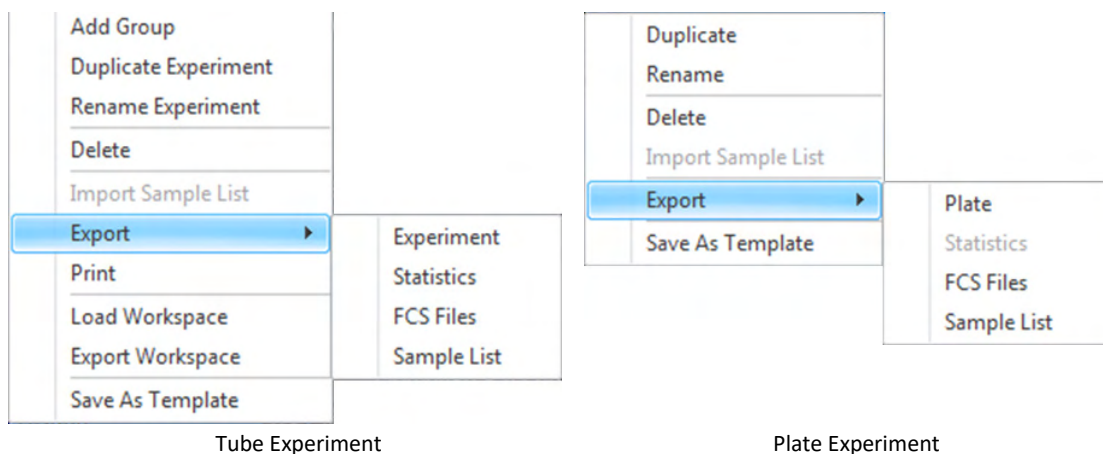 Add Group
Duplicate Experiment
Rename Experiment
Delete
Import Sample List
Export
Print
Load Workspace
Export Workspace
Save As Template
Experiment
Statistics
FCS Files
Sample List
Tube Experiment
Duplicate
Rename
Delete
Import Sample List
Export
Save As Template
Plate
Statistics
FCS Files
Sample List
Plate Experiment